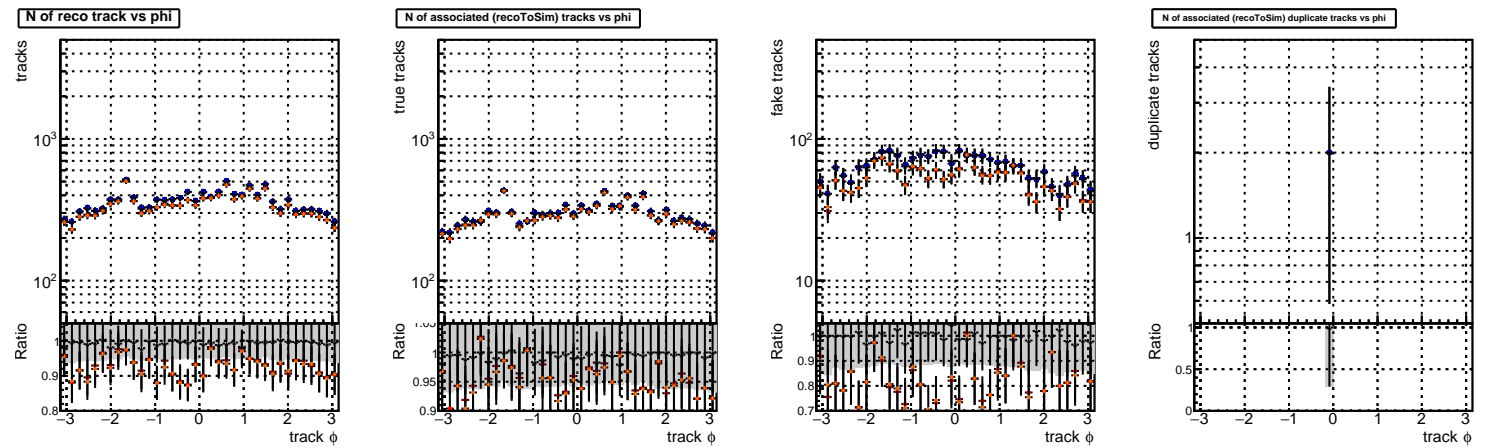 N of reco track vs phi
tracks
10³
10²
Ratio
1
0.9
0.8
−3 −2 −1 0 1 2 3
track ϕ
N of associated (recoToSim) tracks vs phi
true tracks
10³
10²
Ratio
1.05
1
0.95
0.9
−3 −2 −1 0 1 2 3
track ϕ
fake tracks
10²
10
Ratio
1
0.9
0.8
0.7
−3 −2 −1 0 1 2 3
track ϕ
N of associated (recoToSim) duplicate tracks vs phi
duplicate tracks
1
Ratio
1
0.5
0
−3 −2 −1 0 1 2 3
track ϕ